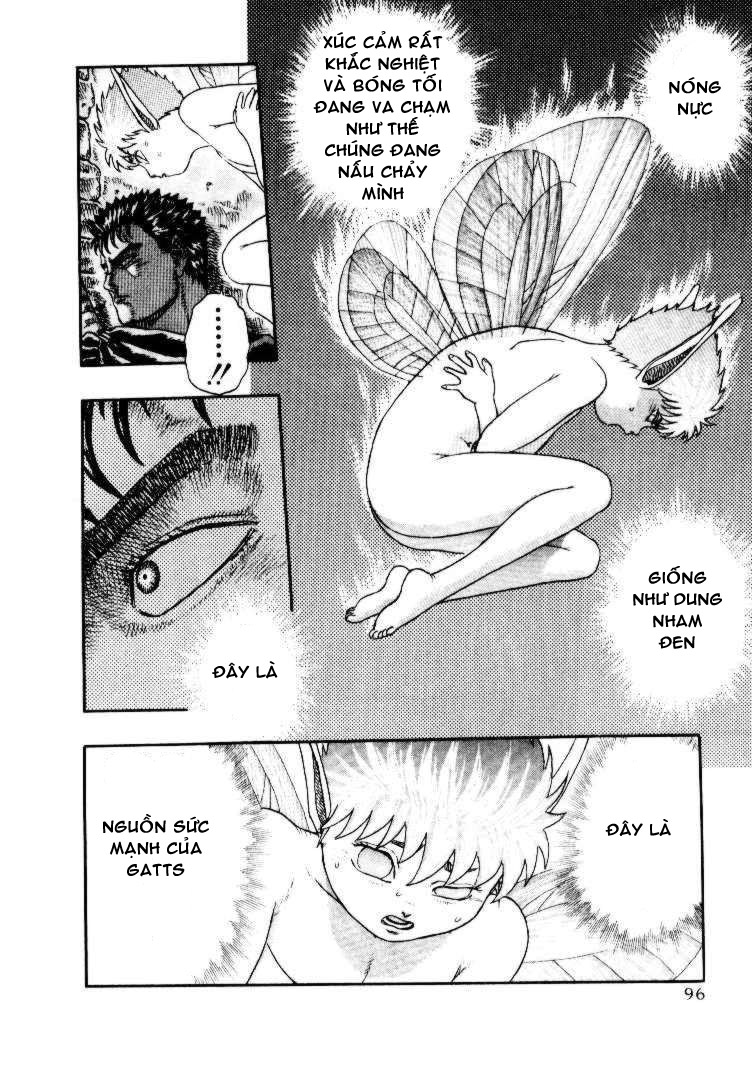 NÓNG
NỰC
XÚC CẢM RẤT
KHẮC NGHIỆT
VÀ BÓNG TỐI
ĐANG VA CHẠM
NHƯ THẾ
CHÚNG ĐANG
NẤU CHẢY
MÌNH
......!!
GIỐNG
NHƯ DUNG
NHAM
ĐEN
ĐÂY LÀ
ĐÂY LÀ
NGUỒN SỨC
MẠNH CỦA
GATTS
96